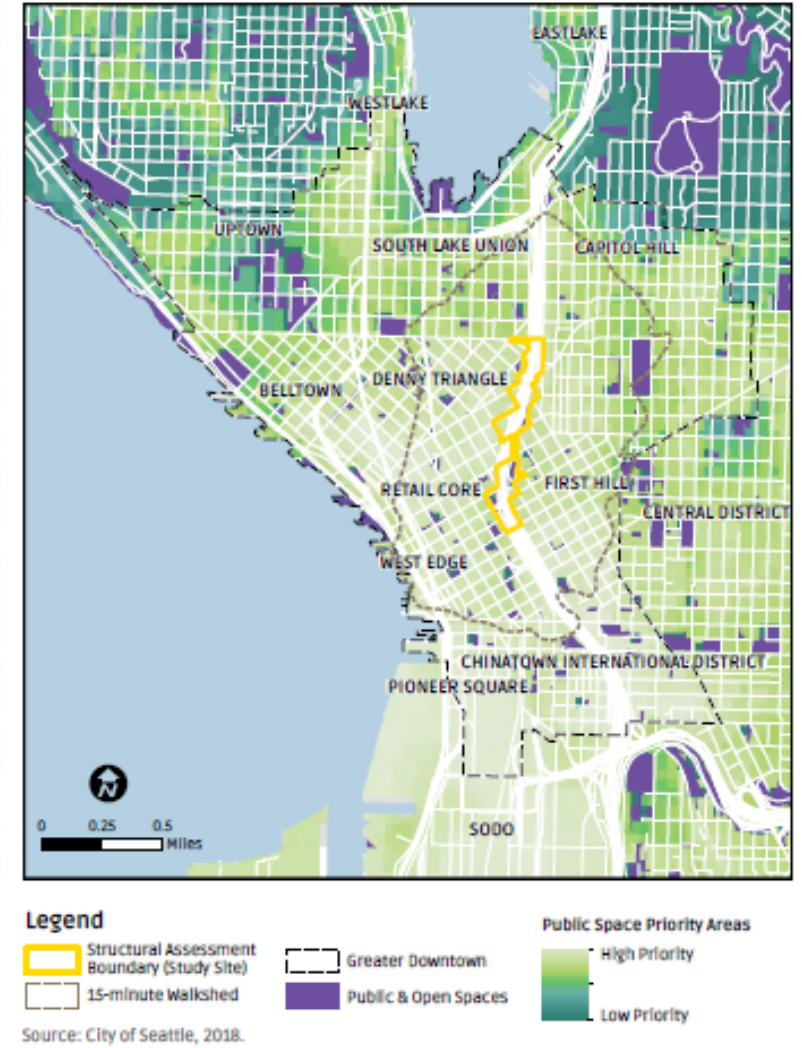 EASTLAKE
WESTLAKE
UPTOWN
SOUTH LAKE UNION
CAPITOL HILL
DENNY TRIANGLE
BELLTOWN
RETAIL CORE
FIRST HILL
CENTRAL DISTRICT
WEST EDGE
CHINATOWN INTERNATIONAL DISTRICT
PIONEER SQUARE
N
0 0.25 0.5
Miles
SODO
Legend
Structural Assessment
Boundary (Study Site)
15-minute Walkshed
Greater Downtown
Public & Open Spaces
Public Space Priority Areas
High Priority
Low Priority
Source: City of Seattle, 2018.